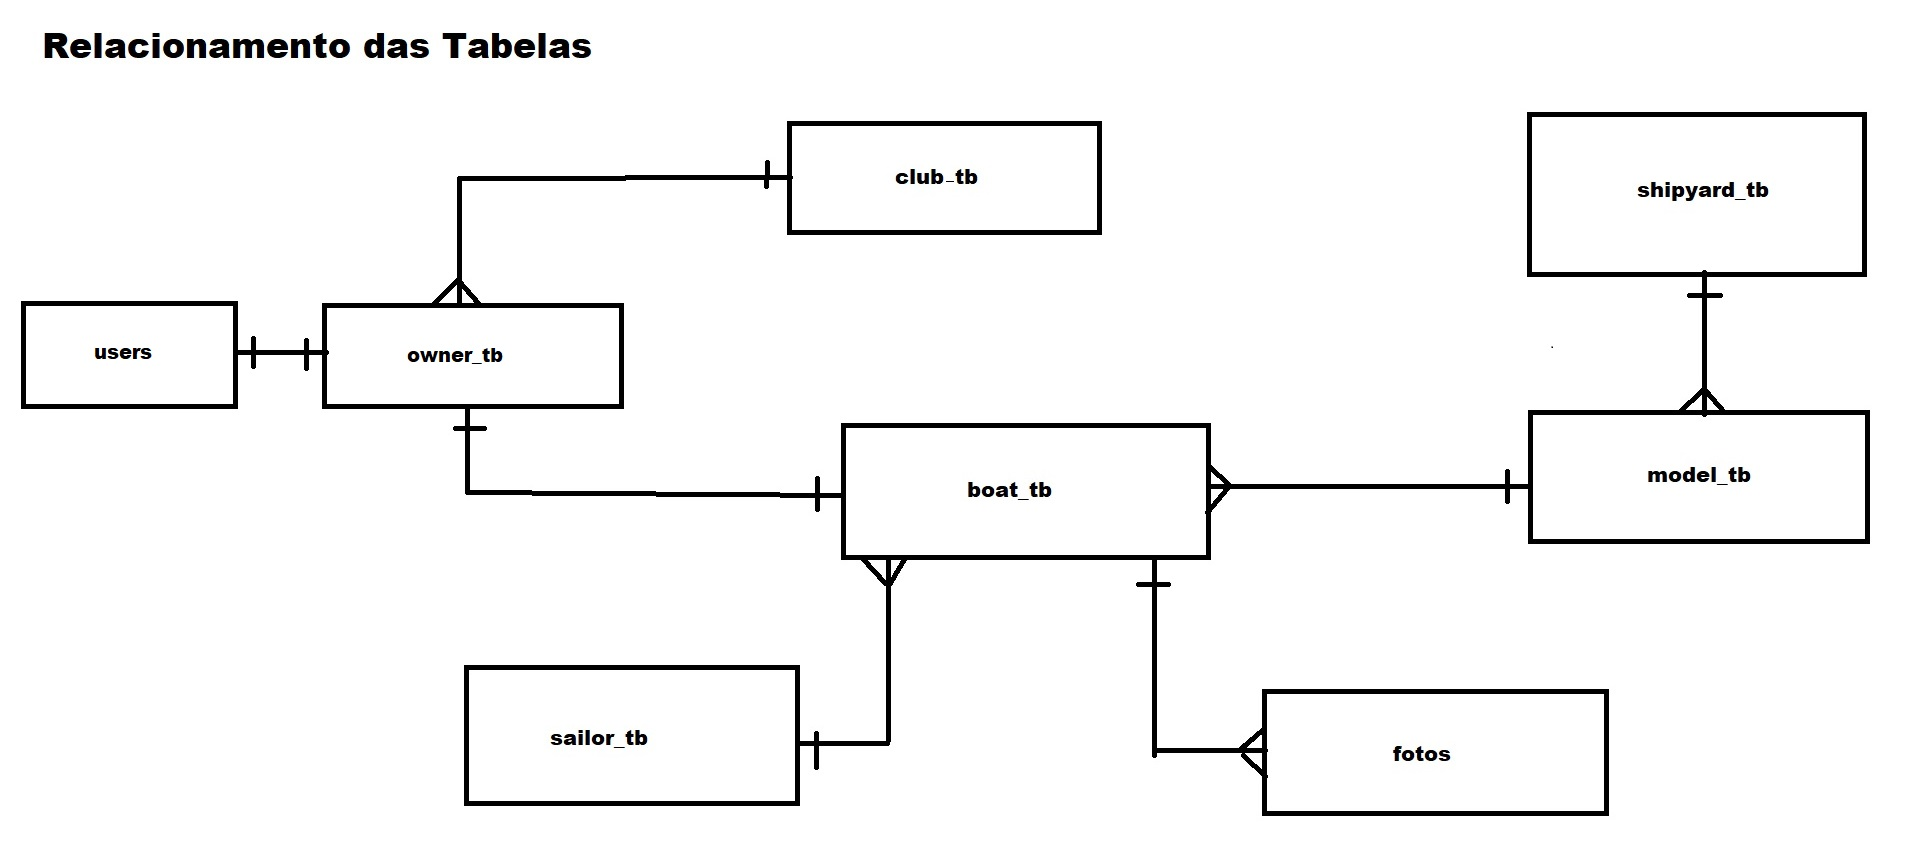 Relacionamento das Tabelas
club_tb
shipyard_tb
users
owner_tb
boat_tb
model_tb
sailor_tb
fotos